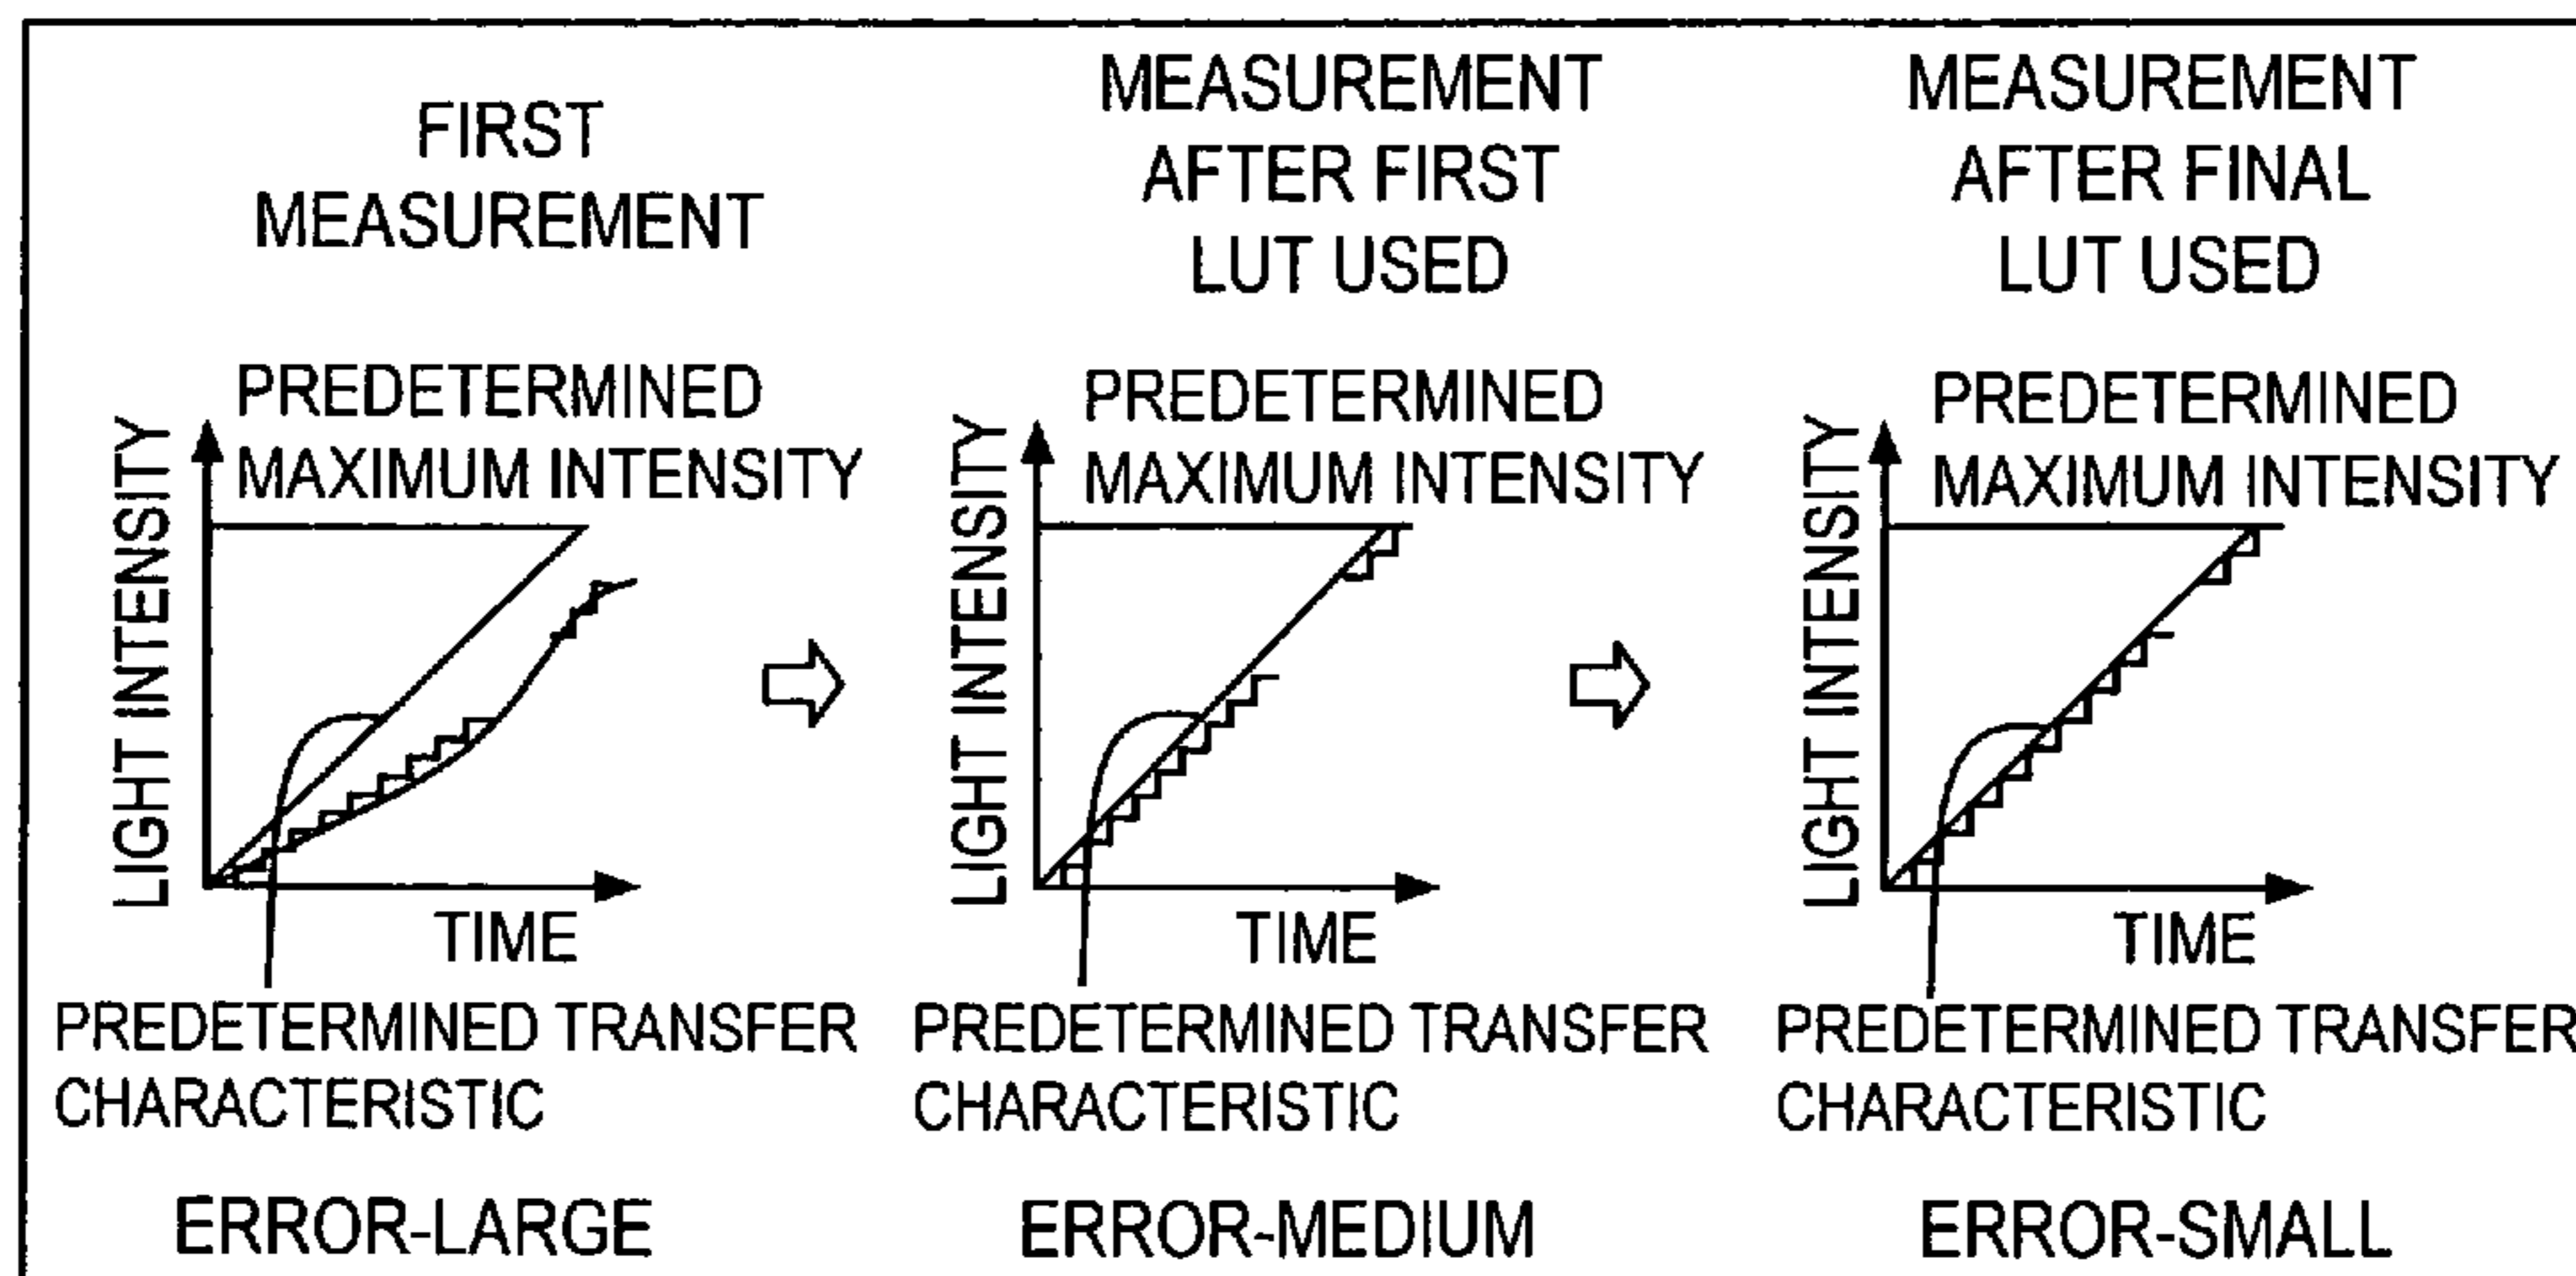 FIRST
MEASUREMENT
MEASUREMENT
AFTER FIRST
LUT USED
MEASUREMENT
AFTER FINAL
LUT USED
PREDETERMINED
MAXIMUM INTENSITY
LIGHT INTENSITY
TIME
PREDETERMINED TRANSFER
CHARACTERISTIC
ERROR-LARGE
PREDETERMINED
MAXIMUM INTENSITY
LIGHT INTENSITY
TIME
PREDETERMINED TRANSFER
CHARACTERISTIC
ERROR-MEDIUM
PREDETERMINED
MAXIMUM INTENSITY
LIGHT INTENSITY
TIME
PREDETERMINED TRANSFER
CHARACTERISTIC
ERROR-SMALL